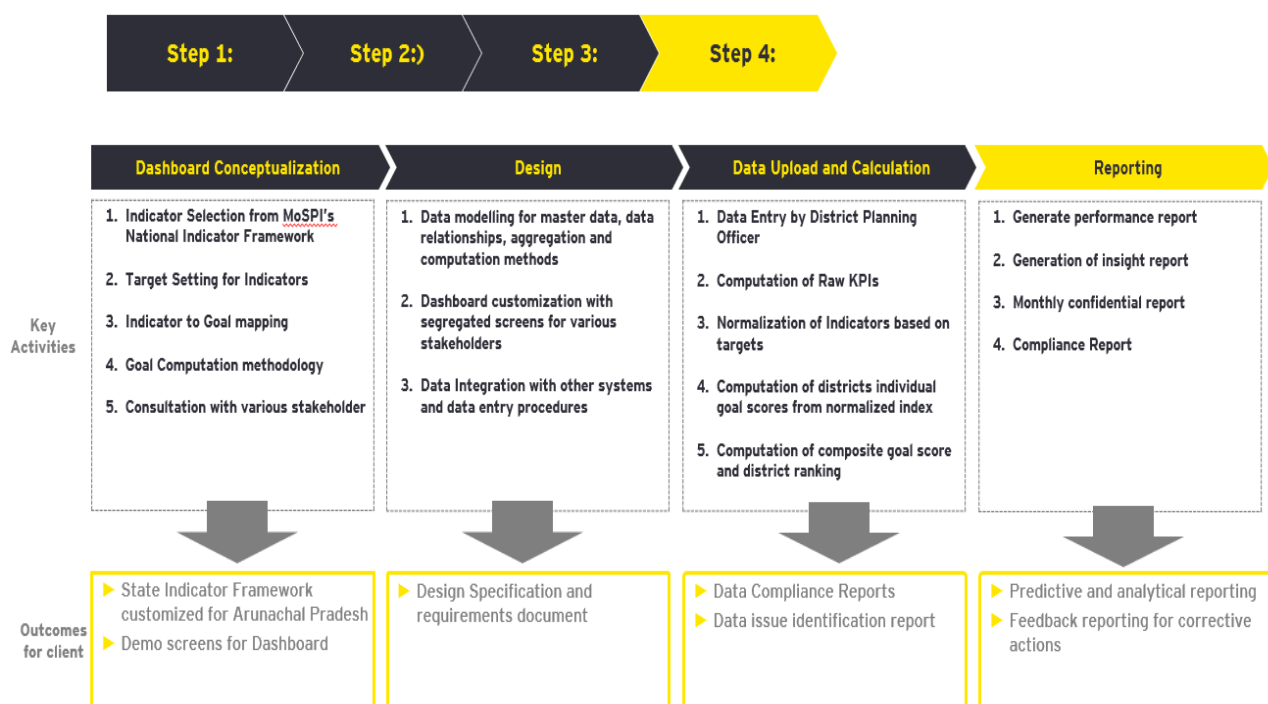 Step 1:
Step 2:)
Step 3:
Step 4:
Dashboard Conceptualization
Design
Data Upload and Calculation
Reporting
Key
Activities
1. Indicator Selection from MoSPI's
National Indicator Framework
2. Target Setting for Indicators
3. Indicator to Goal mapping
4. Goal Computation methodology
5. Consultation with various stakeholder
1. Data modelling for master data, data
relationships, aggregation and
computation methods
2. Dashboard customization with
segregated screens for various
stakeholders
3. Data Integration with other systems
and data entry procedures
1. Data Entry by District Planning
Officer
2. Computation of Raw KPIs
3. Normalization of Indicators based on
targets
4. Computation of districts individual
goal scores from normalized index
5. Computation of composite goal score
and district ranking
1. Generate performance report
2. Generation of insight report
3. Monthly confidential report
4. Compliance Report
Outcomes
for client
State Indicator Framework
customized for Arunachal Pradesh
Demo screens for Dashboard
Design Specification and
requirements document
Data Compliance Reports
Data issue identification report
Predictive and analytical reporting
Feedback reporting for corrective
actions